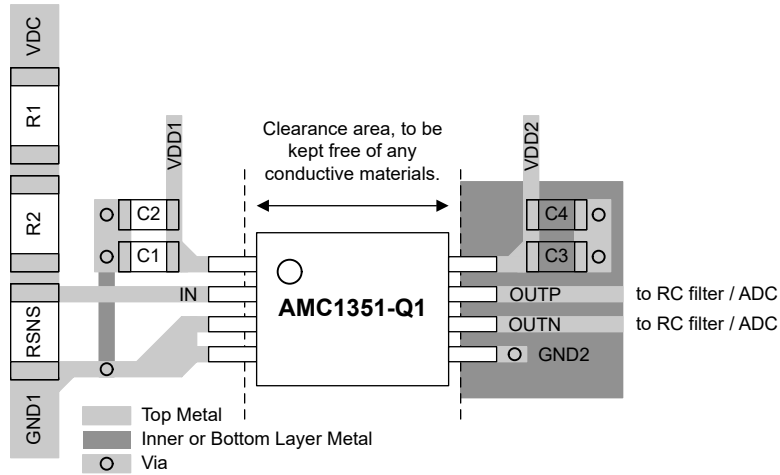 VDC
R1
R2
RSNS
GND1
VDD1
C2
C1
IN
Clearance area, to be
kept free of any
conductive materials.
AMC1351-Q1
VDD2
C4
C3
OUTP
to RC filter / ADC
OUTN
to RC filter / ADC
GND2
Top Metal
Inner or Bottom Layer Metal
Via